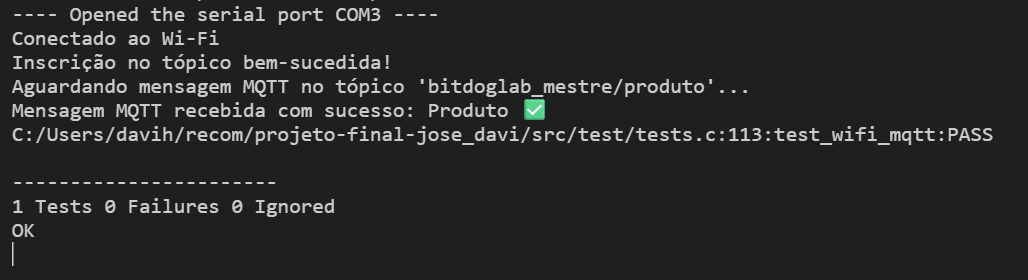 ---- Opened the serial port COM3 ----
Conectado ao Wi-Fi
Inscrição no tópico bem-sucedida!
Aguardando mensagem MQTT no tópico 'bitdoglab_mestre/produto'...
Mensagem MQTT recebida com sucesso: Produto ✅
C:/Users/davih/recom/projeto-final-jose_davi/src/test/tests.c:113:test_wifi_mqtt:PASS
-----------------------
1 Tests 0 Failures 0 Ignored
OK